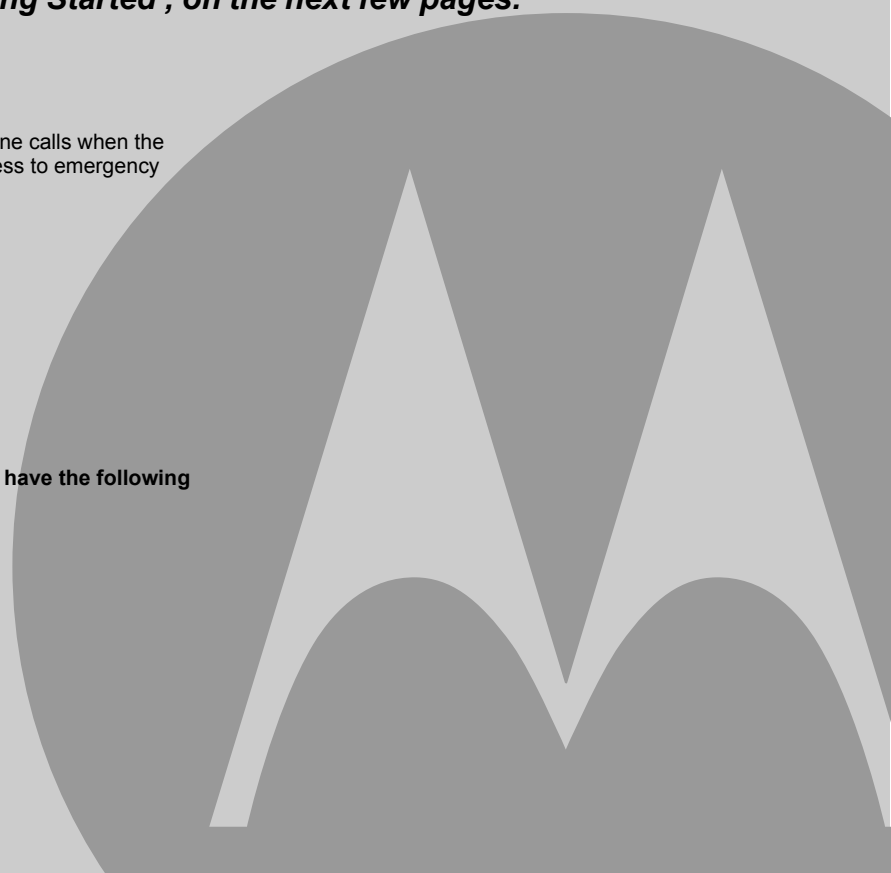 ng Started', on the next few pages.
ne calls when the
ess to emergency
have the following